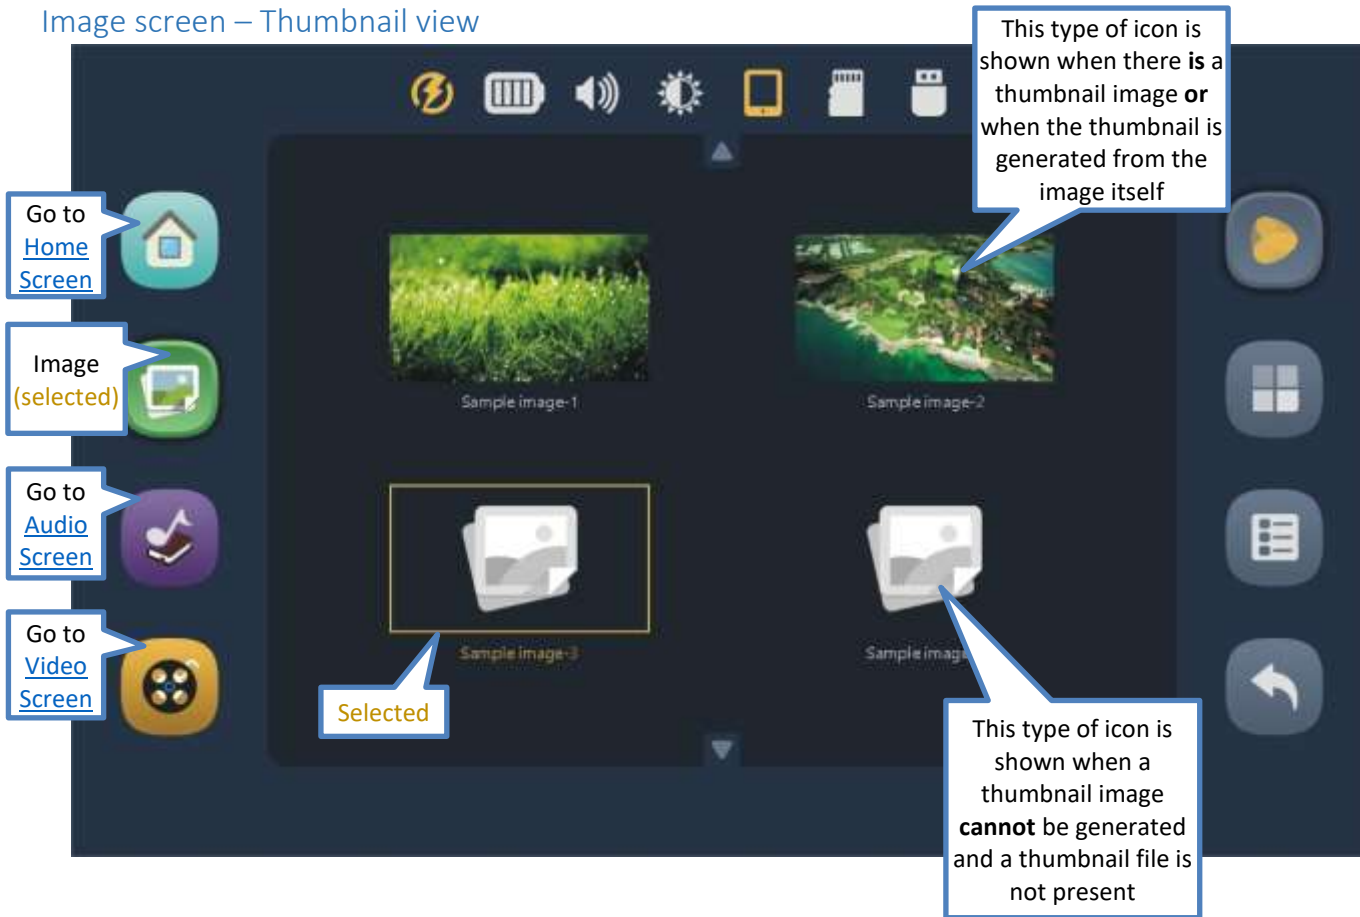 Image screen – Thumbnail view
This type of icon is
shown when there is a
thumbnail image or
when the thumbnail is
generated from the
image itself
Go to
Home
Screen
Image
(selected)
Sample image-1
Sample image-2
Go to
Audio
Screen
Go to
Video
Screen
Sample image-3
Sample image
Selected
This type of icon is
shown when a
thumbnail image
cannot be generated
and a thumbnail file is
not present